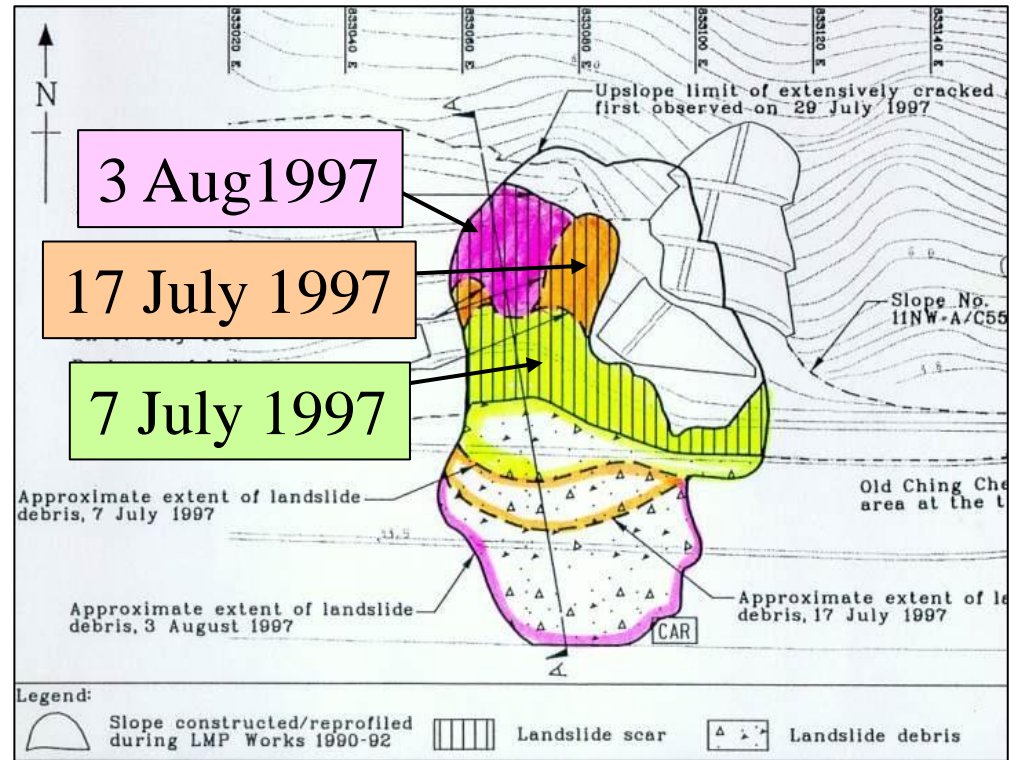 833020 E
833040 E
833060 E
833080 E
833100 E
833120 E
833140 E
N
A
Upslope limit of extensively cracked
first observed on 29 July 1997
3 Aug1997
17 July 1997
7 July 1997
Slope No.
11NW-A/C55
Approximate extent of landslide
debris, 7 July 1997
Old Ching Che
area at the t
33.5
Approximate extent of landslide
debris, 3 August 1997
Approximate extent of la
debris, 17 July 1997
CAR
A
Legend:
Slope constructed/reprofiled
during LMP Works 1990-92
Landslide scar
Landslide debris